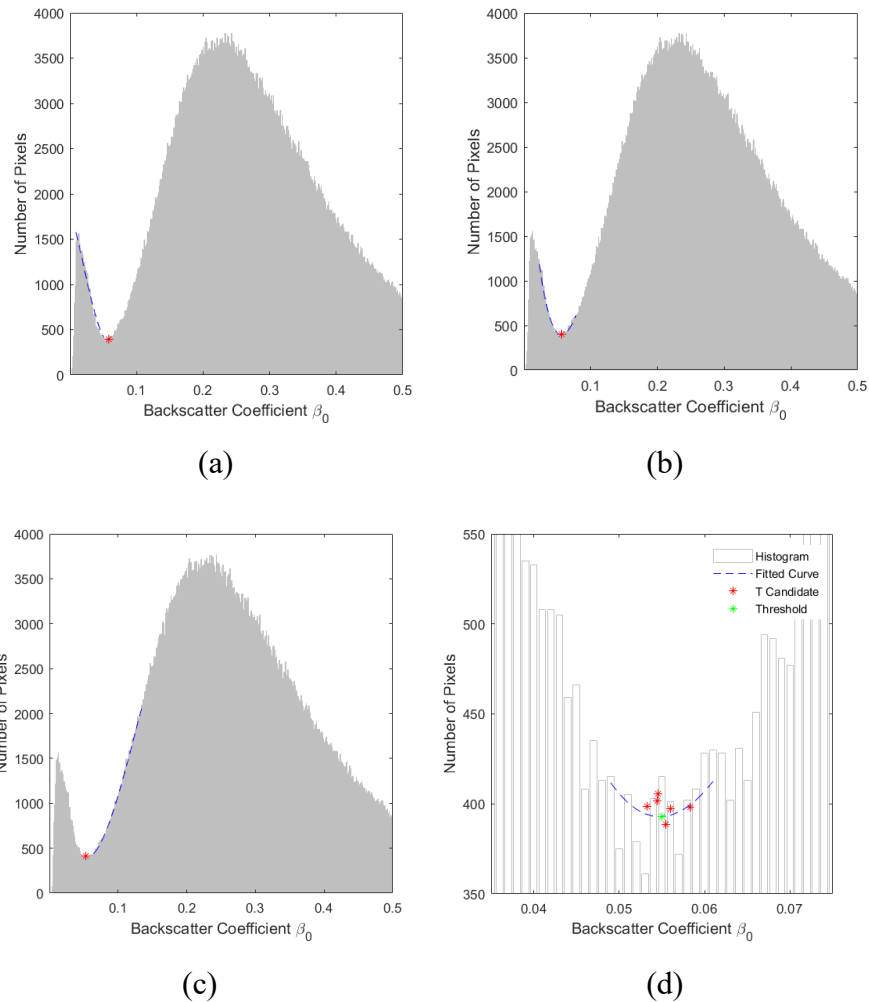 4000
3500
3000
2500
2000
1500
1000
500
0
Number of Pixels
0.1 0.2 0.3 0.4 0.5
Backscatter Coefficient β0
(a)
4000
3500
3000
2500
2000
1500
1000
500
0
Number of Pixels
0.1 0.2 0.3 0.4 0.5
Backscatter Coefficient β0
(b)
4000
3500
3000
2500
2000
1500
1000
500
0
Number of Pixels
0.1 0.2 0.3 0.4 0.5
Backscatter Coefficient β0
(c)
550
500
450
400
350
Number of Pixels
Histogram
Fitted Curve
T Candidate
Threshold
0.04 0.05 0.06 0.07
Backscatter Coefficient β0
(d)